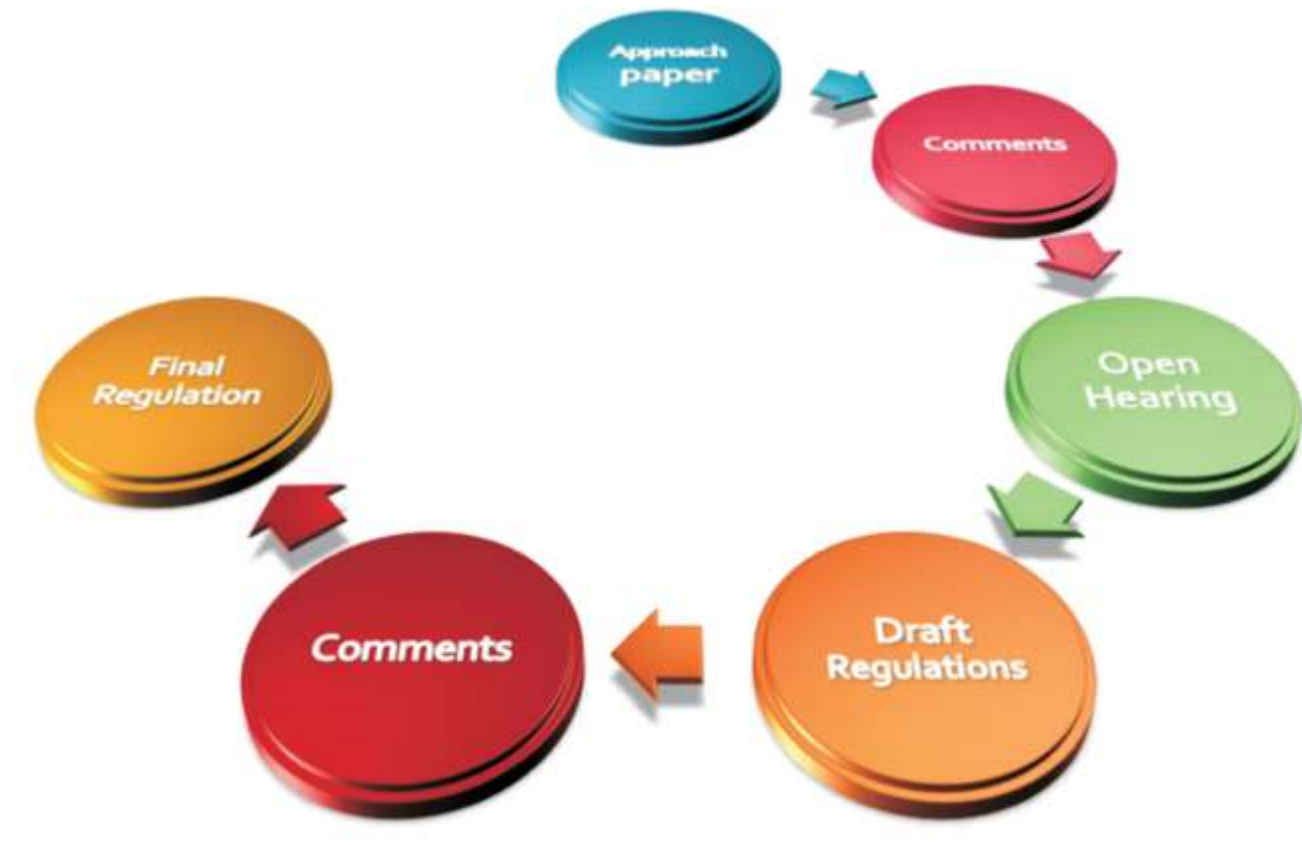 Approach
paper
Comments
Open
Hearing
Draft
Regulations
Comments
Final
Regulation